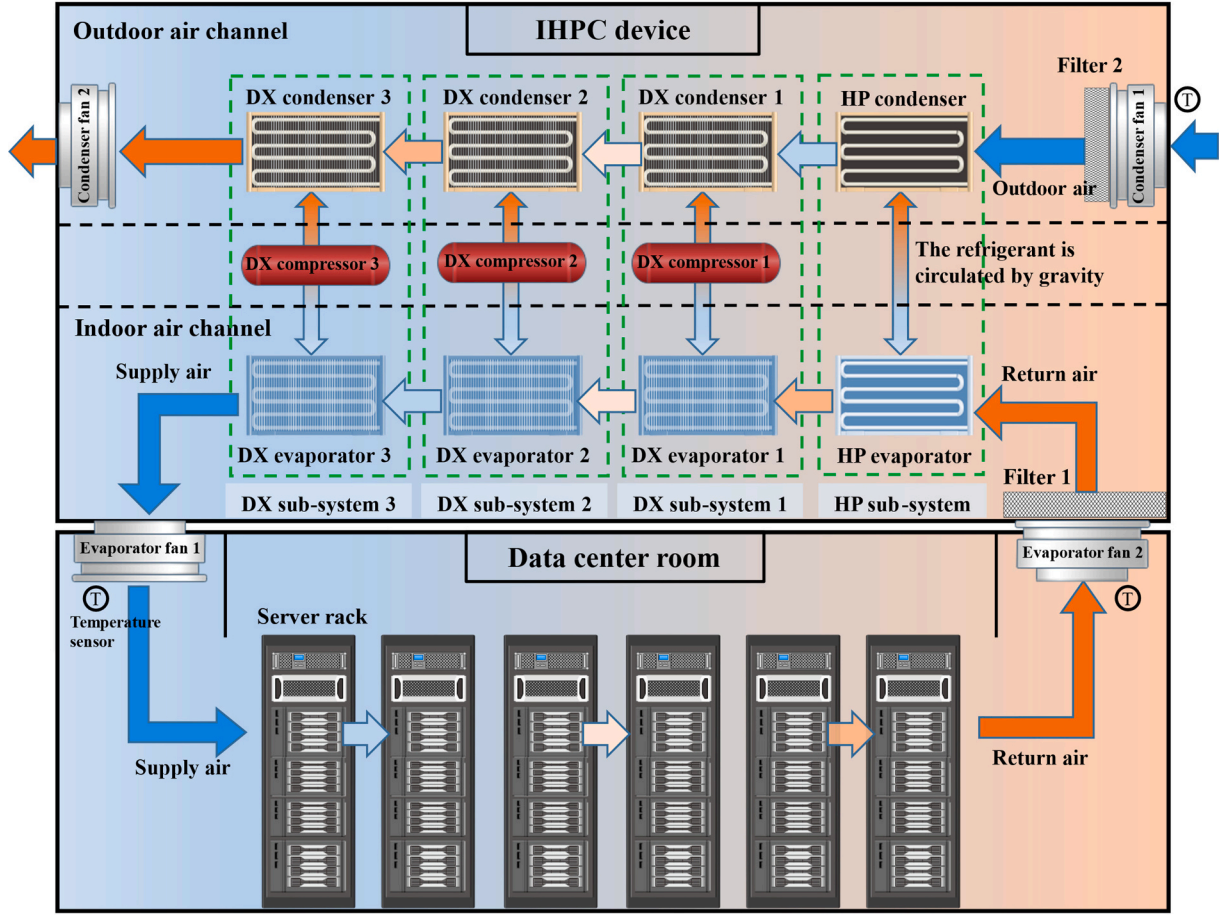 IHPC device
Outdoor air channel
Filter 2
DX condenser 3
DX condenser 2
DX condenser 1
HP condenser
T
Condenser fan 2
Condenser fan 1
Outdoor air
The refrigerant is
circulated by gravity
DX compressor 3
DX compressor 2
DX compressor 1
Indoor air channel
Supply air
Return air
DX evaporator 3
DX evaporator 2
DX evaporator 1
HP evaporator
Filter 1
DX sub-system 3
DX sub-system 2
DX sub-system 1
HP sub-system
Evaporator fan 1
Data center room
Evaporator fan 2
T
T
Temperature
sensor
Server rack
Supply air
Return air